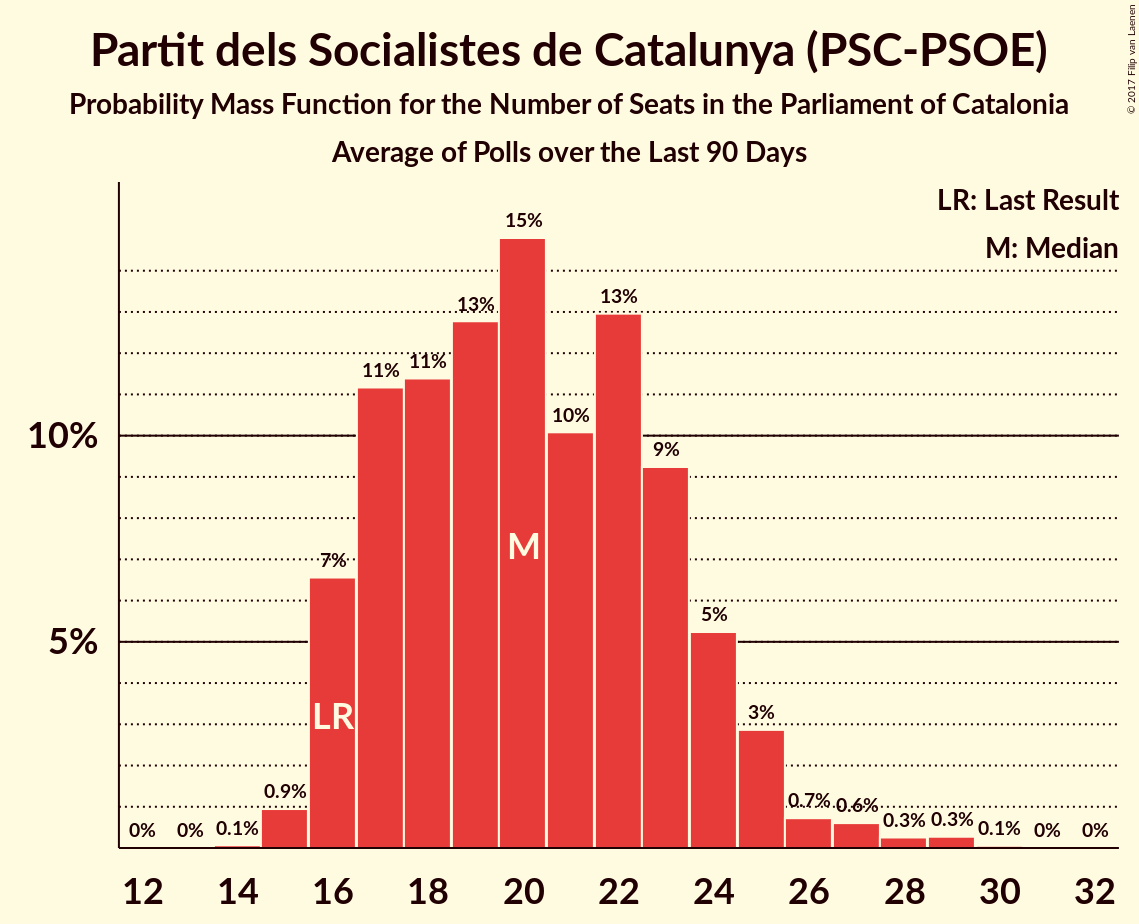 Partit dels Socialistes de Catalunya (PSC-PSOE)
Probability Mass Function for the Number of Seats in the Parliament of Catalonia
Average of Polls over the Last 90 Days
© 2017 Filip van Laenen
LR: Last Result
M: Median
10%
5%
0%
0%
0.1%
0.9%
7%
11%
11%
13%
15%
10%
13%
9%
5%
3%
0.7%
0.6%
0.3%
0.3%
0.1%
0%
0%
LR
M
12 14 16 18 20 22 24 26 28 30 32